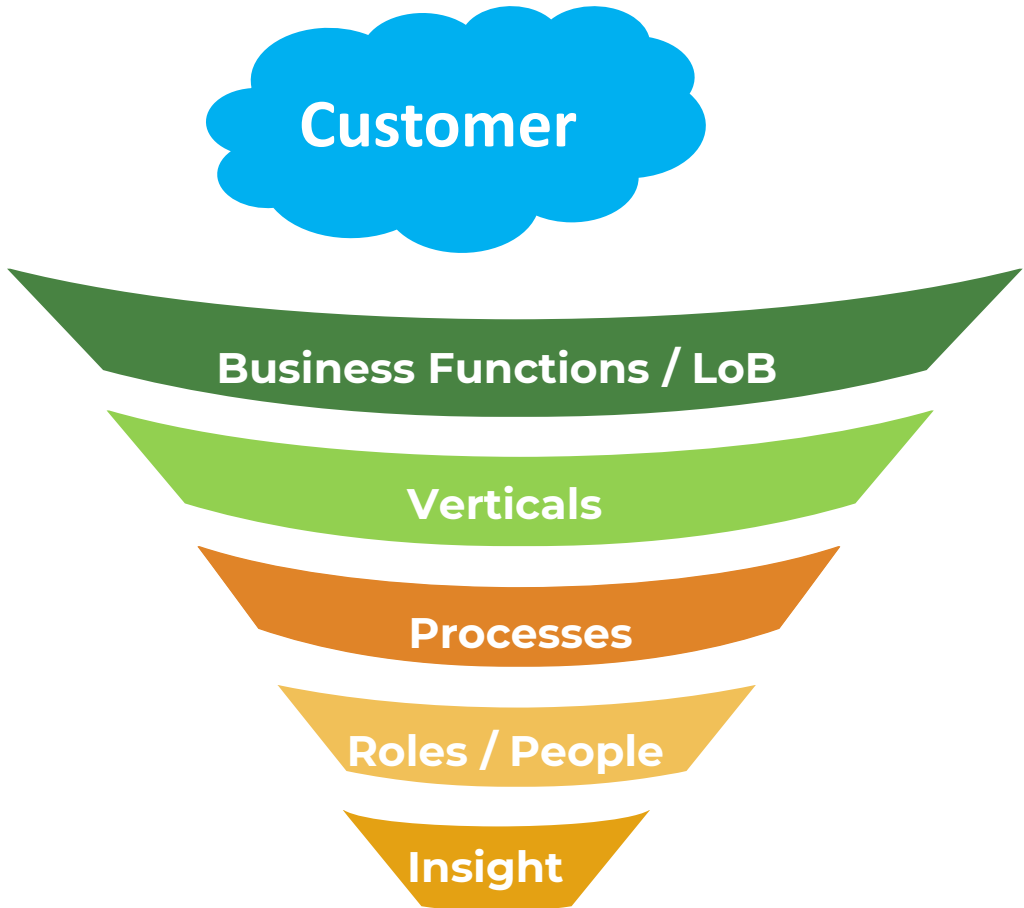 Customer
Business Functions / LoB
Verticals
Processes
Roles / People
Insight